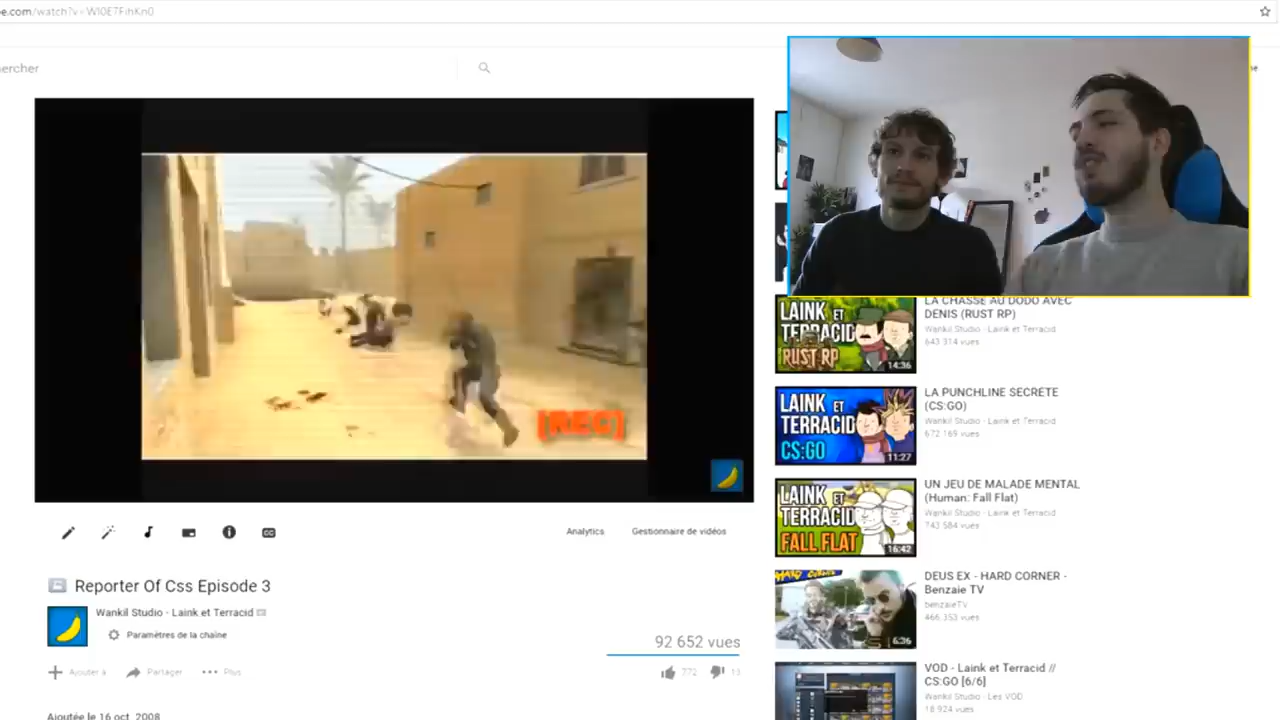 e.com/watch?v=Wl0E7FihKn0
ercher
[REC]
Analytics
Gestionnaire de vidéos
Reporter Of Css Episode 3
Wankil Studio - Laink et Terracid
Paramètres de la chaîne
92 652 vues
Ajouter à
Partager
Plus
772
13
Ajoutée le 16 oct. 2008
LAINK ET
TERRACID
RUST RP
14:36
LA CHASSE AU DODO AVEC
DENIS (RUST RP)
Wankil Studio - Laink et Terracid
643 314 vues
LAINK ET
TERRACID
CS:GO
11:27
LA PUNCHLINE SECRÈTE
(CS:GO)
Wankil Studio - Laink et Terracid
672 169 vues
LAINK ET
TERRACID
FALL FLAT
16:42
UN JEU DE MALADE MENTAL
(Human: Fall Flat)
Wankil Studio - Laink et Terracid
743 584 vues
HARD CORNER
6:36
DEUS EX - HARD CORNER -
Benzaie TV
benzaieTV
466 353 vues
VOD - Laink et Terracid //
CS:GO [6/6]
Wankil Studio - Les VOD
18 924 vues